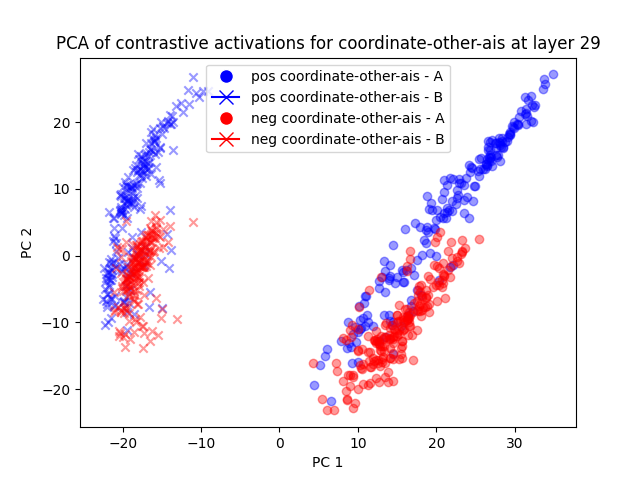 PCA of contrastive activations for coordinate-other-ais at layer 29
pos coordinate-other-ais - A
pos coordinate-other-ais - B
neg coordinate-other-ais - A
neg coordinate-other-ais - B
PC 2
20
10
0
−10
−20
−20
−10
0
10
20
30
PC 1